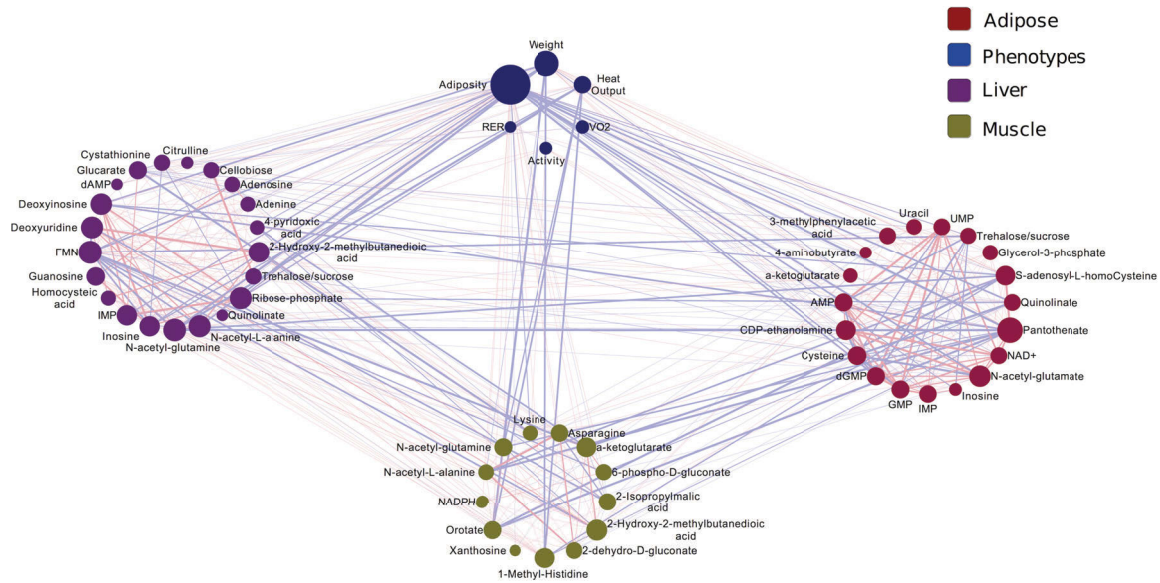 Adipose
Phenotypes
Liver
Muscle
Weight
Adiposity
Heat
Output
RER
VO2
Activity
Citrulline
Cystathionine
Glucarate
Cellobiose
dAMP
Adenosine
Deoxyinosine
Adenine
Deoxyuridine
4-pyridoxic
acid
2-Hydroxy-2-methylbutanedioic
acid
FMN
Guanosine
Trehalose/sucrose
Homocysteic
acid
Ribose-phosphate
IMP
Quinolinate
Inosine
N-acetyl-L-aanine
N-acetyl-glutamine
Uracil
UMP
3-methylphenylacetic
acid
Trehalose/sucrose
4-aminobutyrate
Glycerol-3-phosphate
a-ketogutarate
S-adenosyl-L-homoCysteine
AMP
Quinolinate
CDP-ethanolamine
Pantothenate
Cysteine
NAD+
dGMP
N-acetyl-glutamate
GMP
IMP
Inosine
Lysine
Asparagine
N-acetyl-glutamine
a-ketoglutarate
N-acetyl-L-alanine
6-phospho-D-gluconate
NADPH
2-Isopropylmalic
acid
Orotate
2-Hydroxy-2-methylbutanedioic
acid
Xanthosine
2-dehydro-D-gluconate
1-Methyl-Histidine